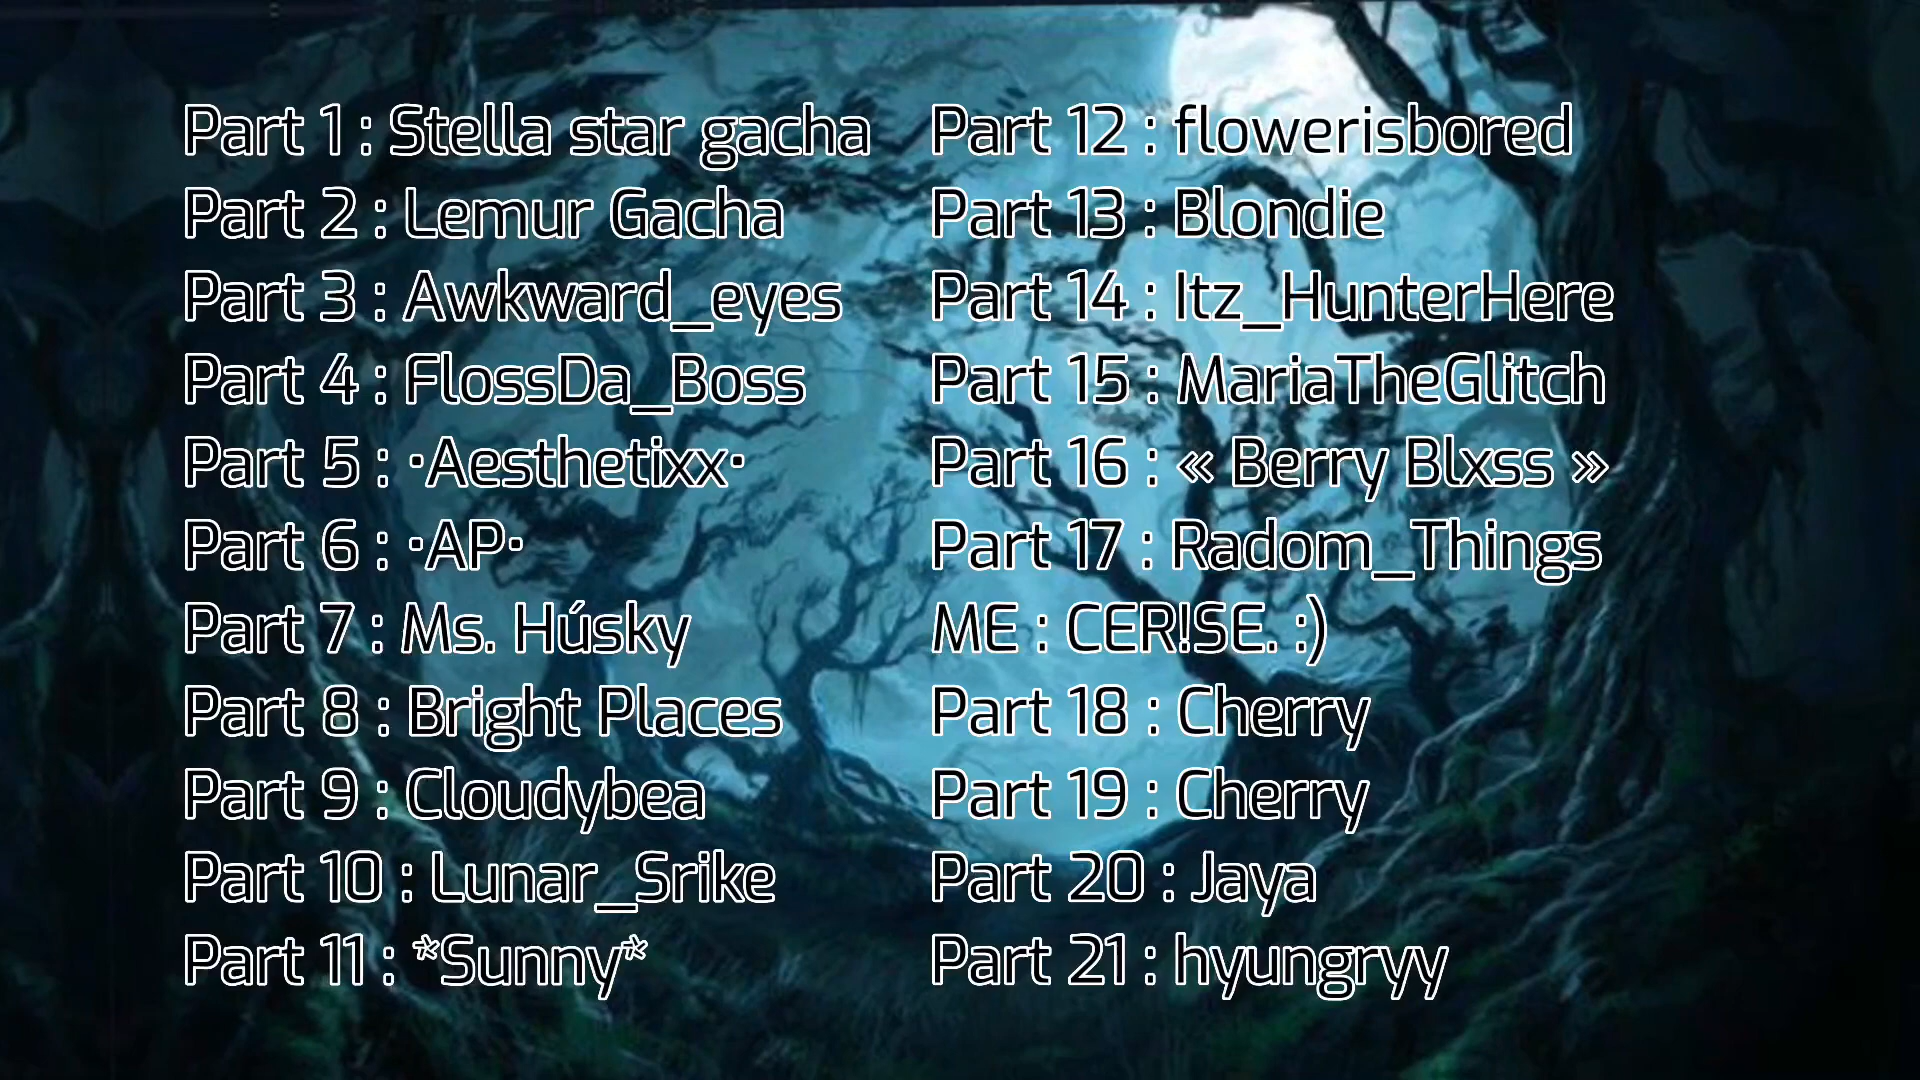 Part 1 : Stella star gacha
Part 2 : Lemur Gacha
Part 3 : Awkward_eyes
Part 4 : FlossDa_Boss
Part 5 : •Aesthetixx•
Part 6 : •AP•
Part 7 : Ms. Húsky
Part 8 : Bright Places
Part 9 : Cloudybea
Part 10 : Lunar_Srike
Part 11 : *Sunny*
Part 12 : flowerisbored
Part 13 : Blondie
Part 14 : Itz_HunterHere
Part 15 : MariaTheGlitch
Part 16 : « Berry Blxss »
Part 17 : Radom_Things
ME : CER!SE. :)
Part 18 : Cherry
Part 19 : Cherry
Part 20 : Jaya
Part 21 : hyungryy